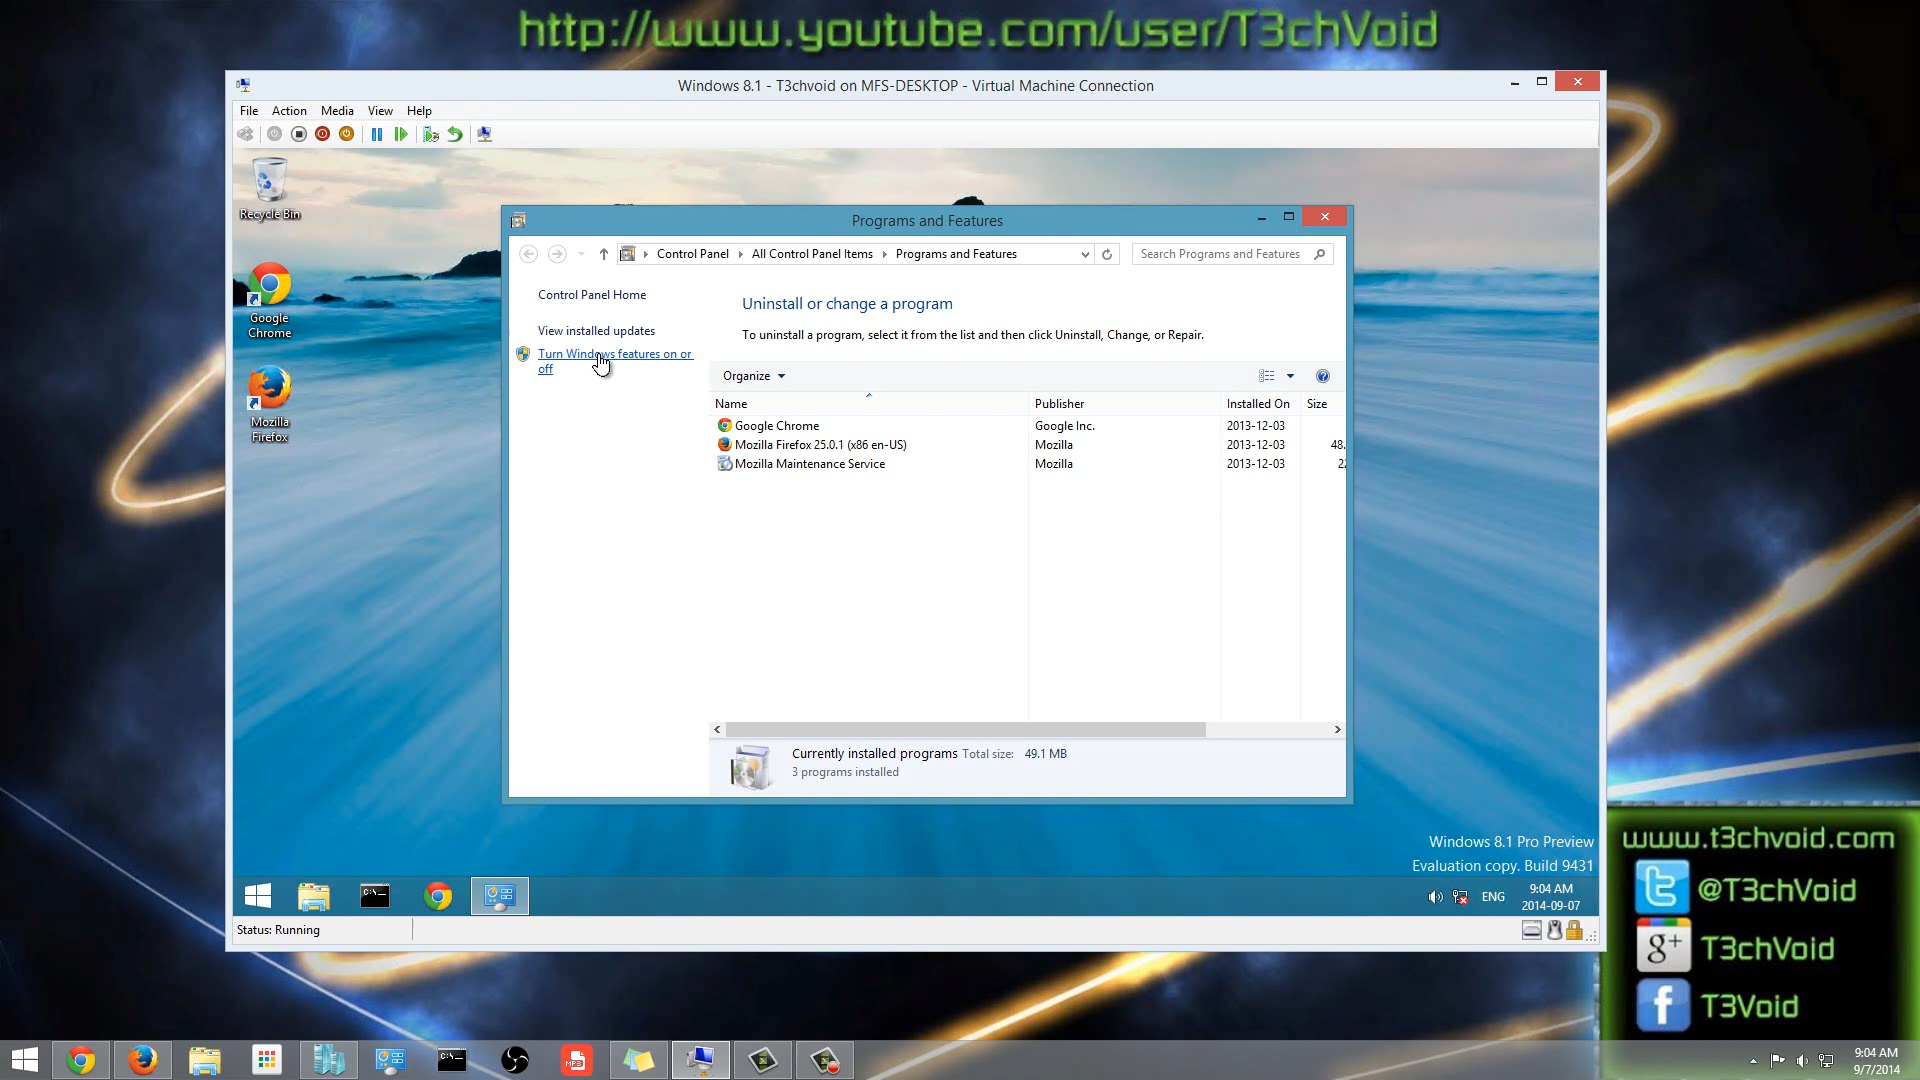 http://www.youtube.com/user/T3chVoid
Windows 8.1 - T3chvoid on MFS-DESKTOP - Virtual Machine Connection
File Action Media View Help
Recycle Bin
Google
Chrome
Mozilla
Firefox
Programs and Features
Control Panel All Control Panel Items Programs and Features
Search Programs and Features
Control Panel Home
View installed updates
Turn Windows features on or
off
Uninstall or change a program
To uninstall a program, select it from the list and then click Uninstall, Change, or Repair.
Organize
Name Publisher Installed On Size
Google Chrome Google Inc. 2013-12-03
Mozilla Firefox 25.0.1 (x86 en-US) Mozilla 2013-12-03 48.
Mozilla Maintenance Service Mozilla 2013-12-03
Currently installed programs Total size: 49.1 MB
3 programs installed
Windows 8.1 Pro Preview
Evaluation copy. Build 9431
C:\_
ENG
9:04 AM
2014-09-07
Status: Running
www.t3chvoid.com
@T3chVoid
g+ T3chVoid
f T3Void
C:\_
MP3
9:04 AM
9/7/2014